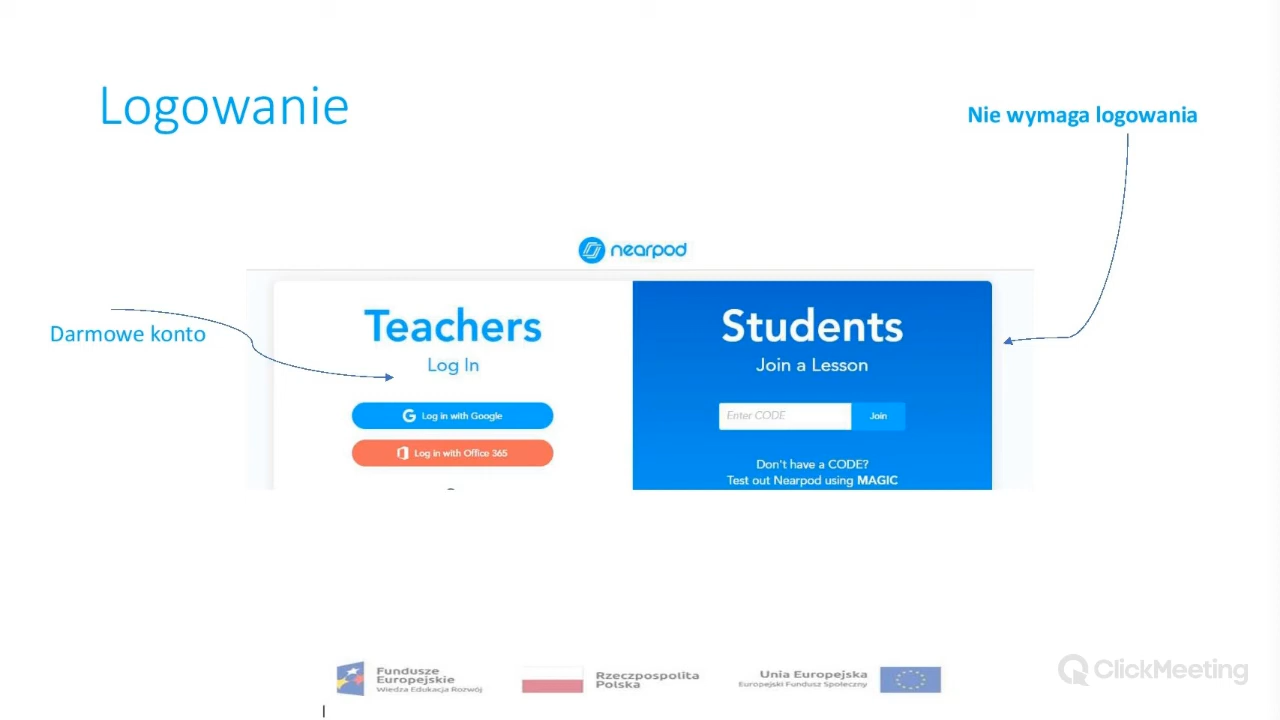 Logowanie
Nie wymaga logowania
nearpod
Darmowe konto
Teachers
Log In
Log in with Google
Log in with Office 365
Students
Join a Lesson
Enter CODE
Join
Don't have a CODE?
Test out Nearpod using MAGIC
Fundusze
Europejskie
Wiedza Edukacja Rozwój
Rzeczpospolita
Polska
Unia Europejska
Europejski Fundusz Społeczny
ClickMeeting